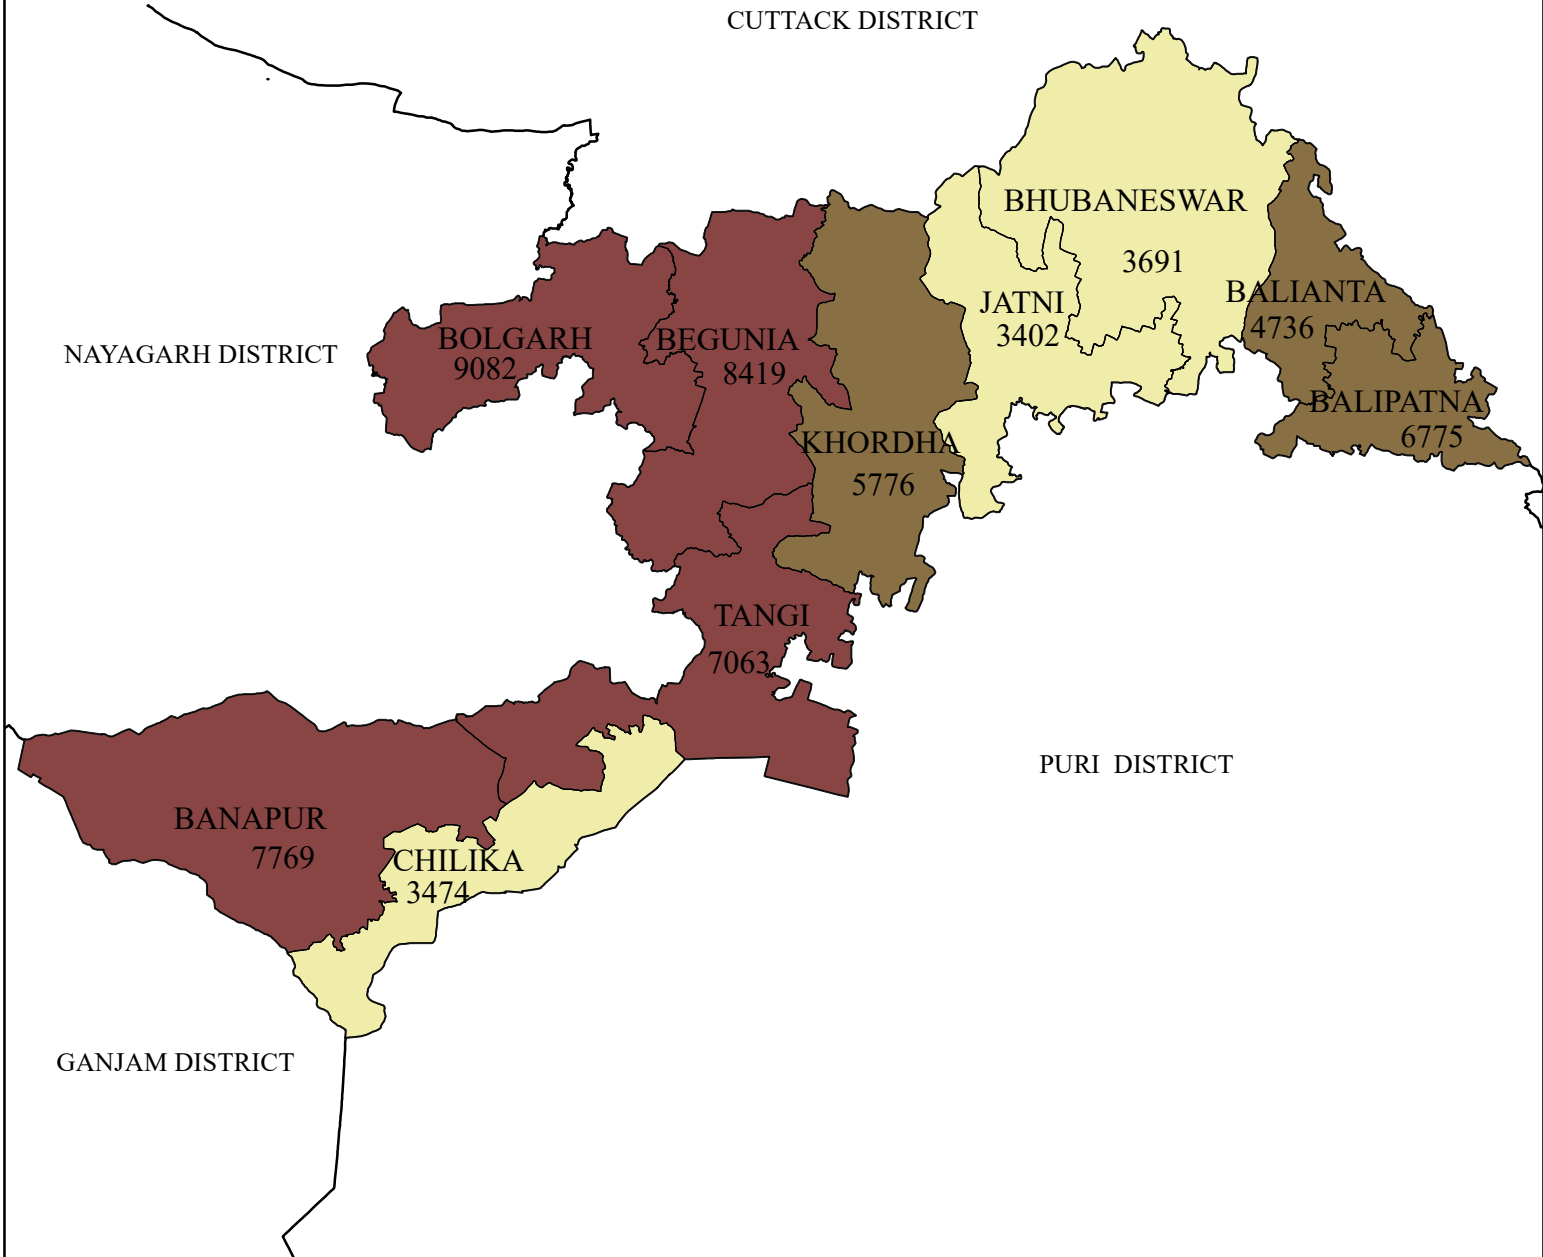 CUTTACK DISTRICT
BHUBANESWAR
3691
JATNI
3402
BALIANTA
4736
NAYAGARH DISTRICT
BOLGARH
9082
BEGUNIA
8419
BALIPATNA
6775
KHORDHA
5776
TANGI
7063
PURI DISTRICT
BANAPUR
7769
CHILIKA
3474
GANJAM DISTRICT